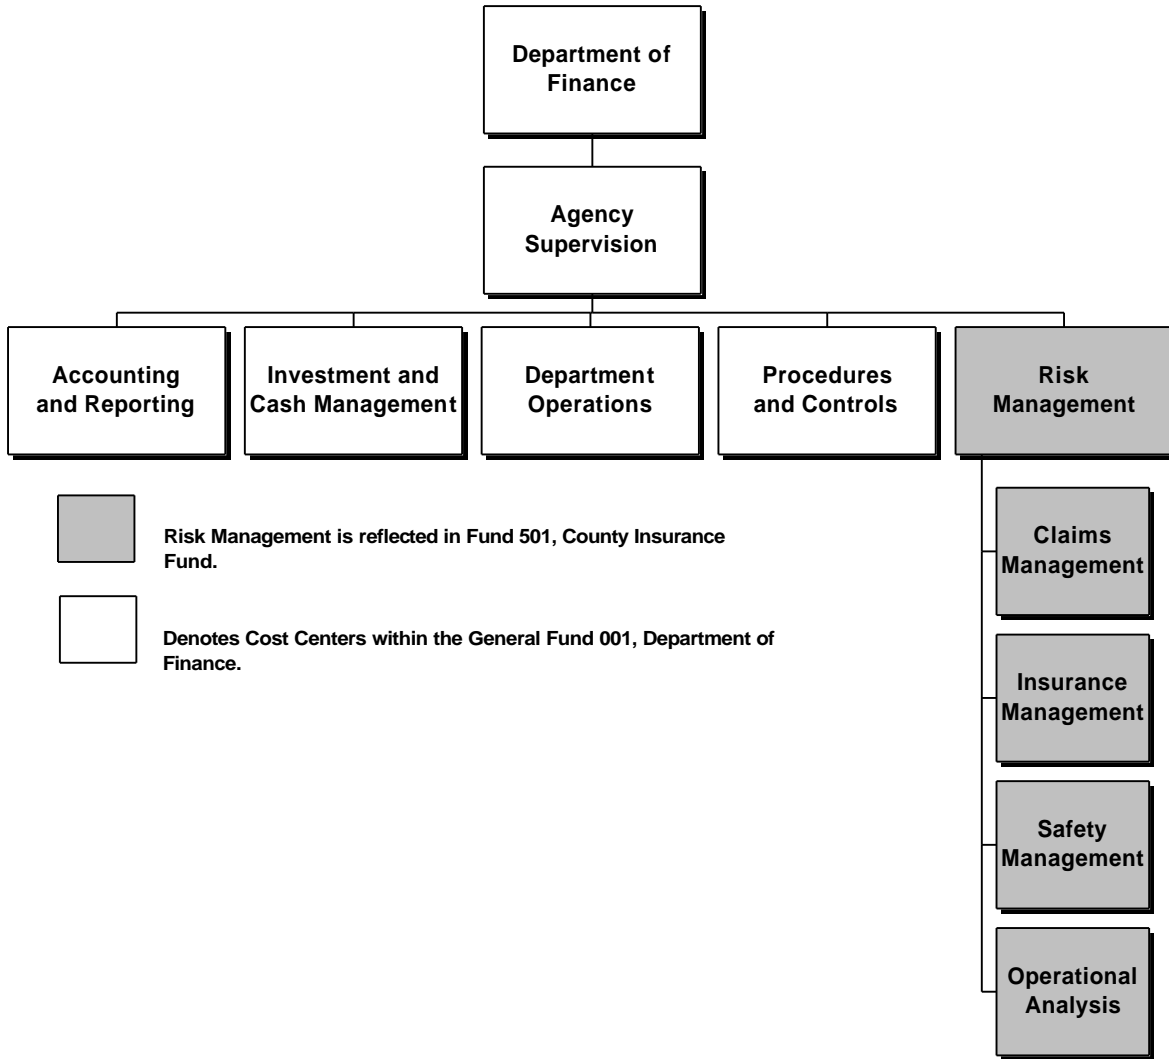 Department of
Finance
Agency
Supervision
Accounting
and Reporting
Investment and
Cash Management
Department
Operations
Procedures
and Controls
Risk
Management
Risk Management is reflected in Fund 501, County Insurance
Fund.
Denotes Cost Centers within the General Fund 001, Department of
Finance.
Claims
Management
Insurance
Management
Safety
Management
Operational
Analysis